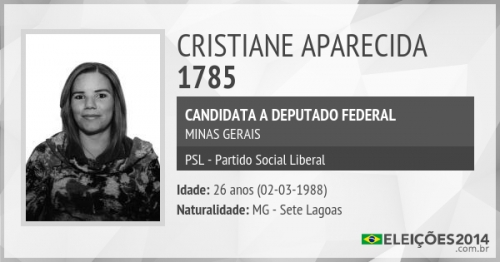 CRISTIANE APARECIDA
1785
CANDIDATA A DEPUTADO FEDERAL
MINAS GERAIS
PSL - Partido Social Liberal
Idade: 26 anos (02-03-1988)
Naturalidade: MG - Sete Lagoas
ELEIÇÕES2014
.com.br